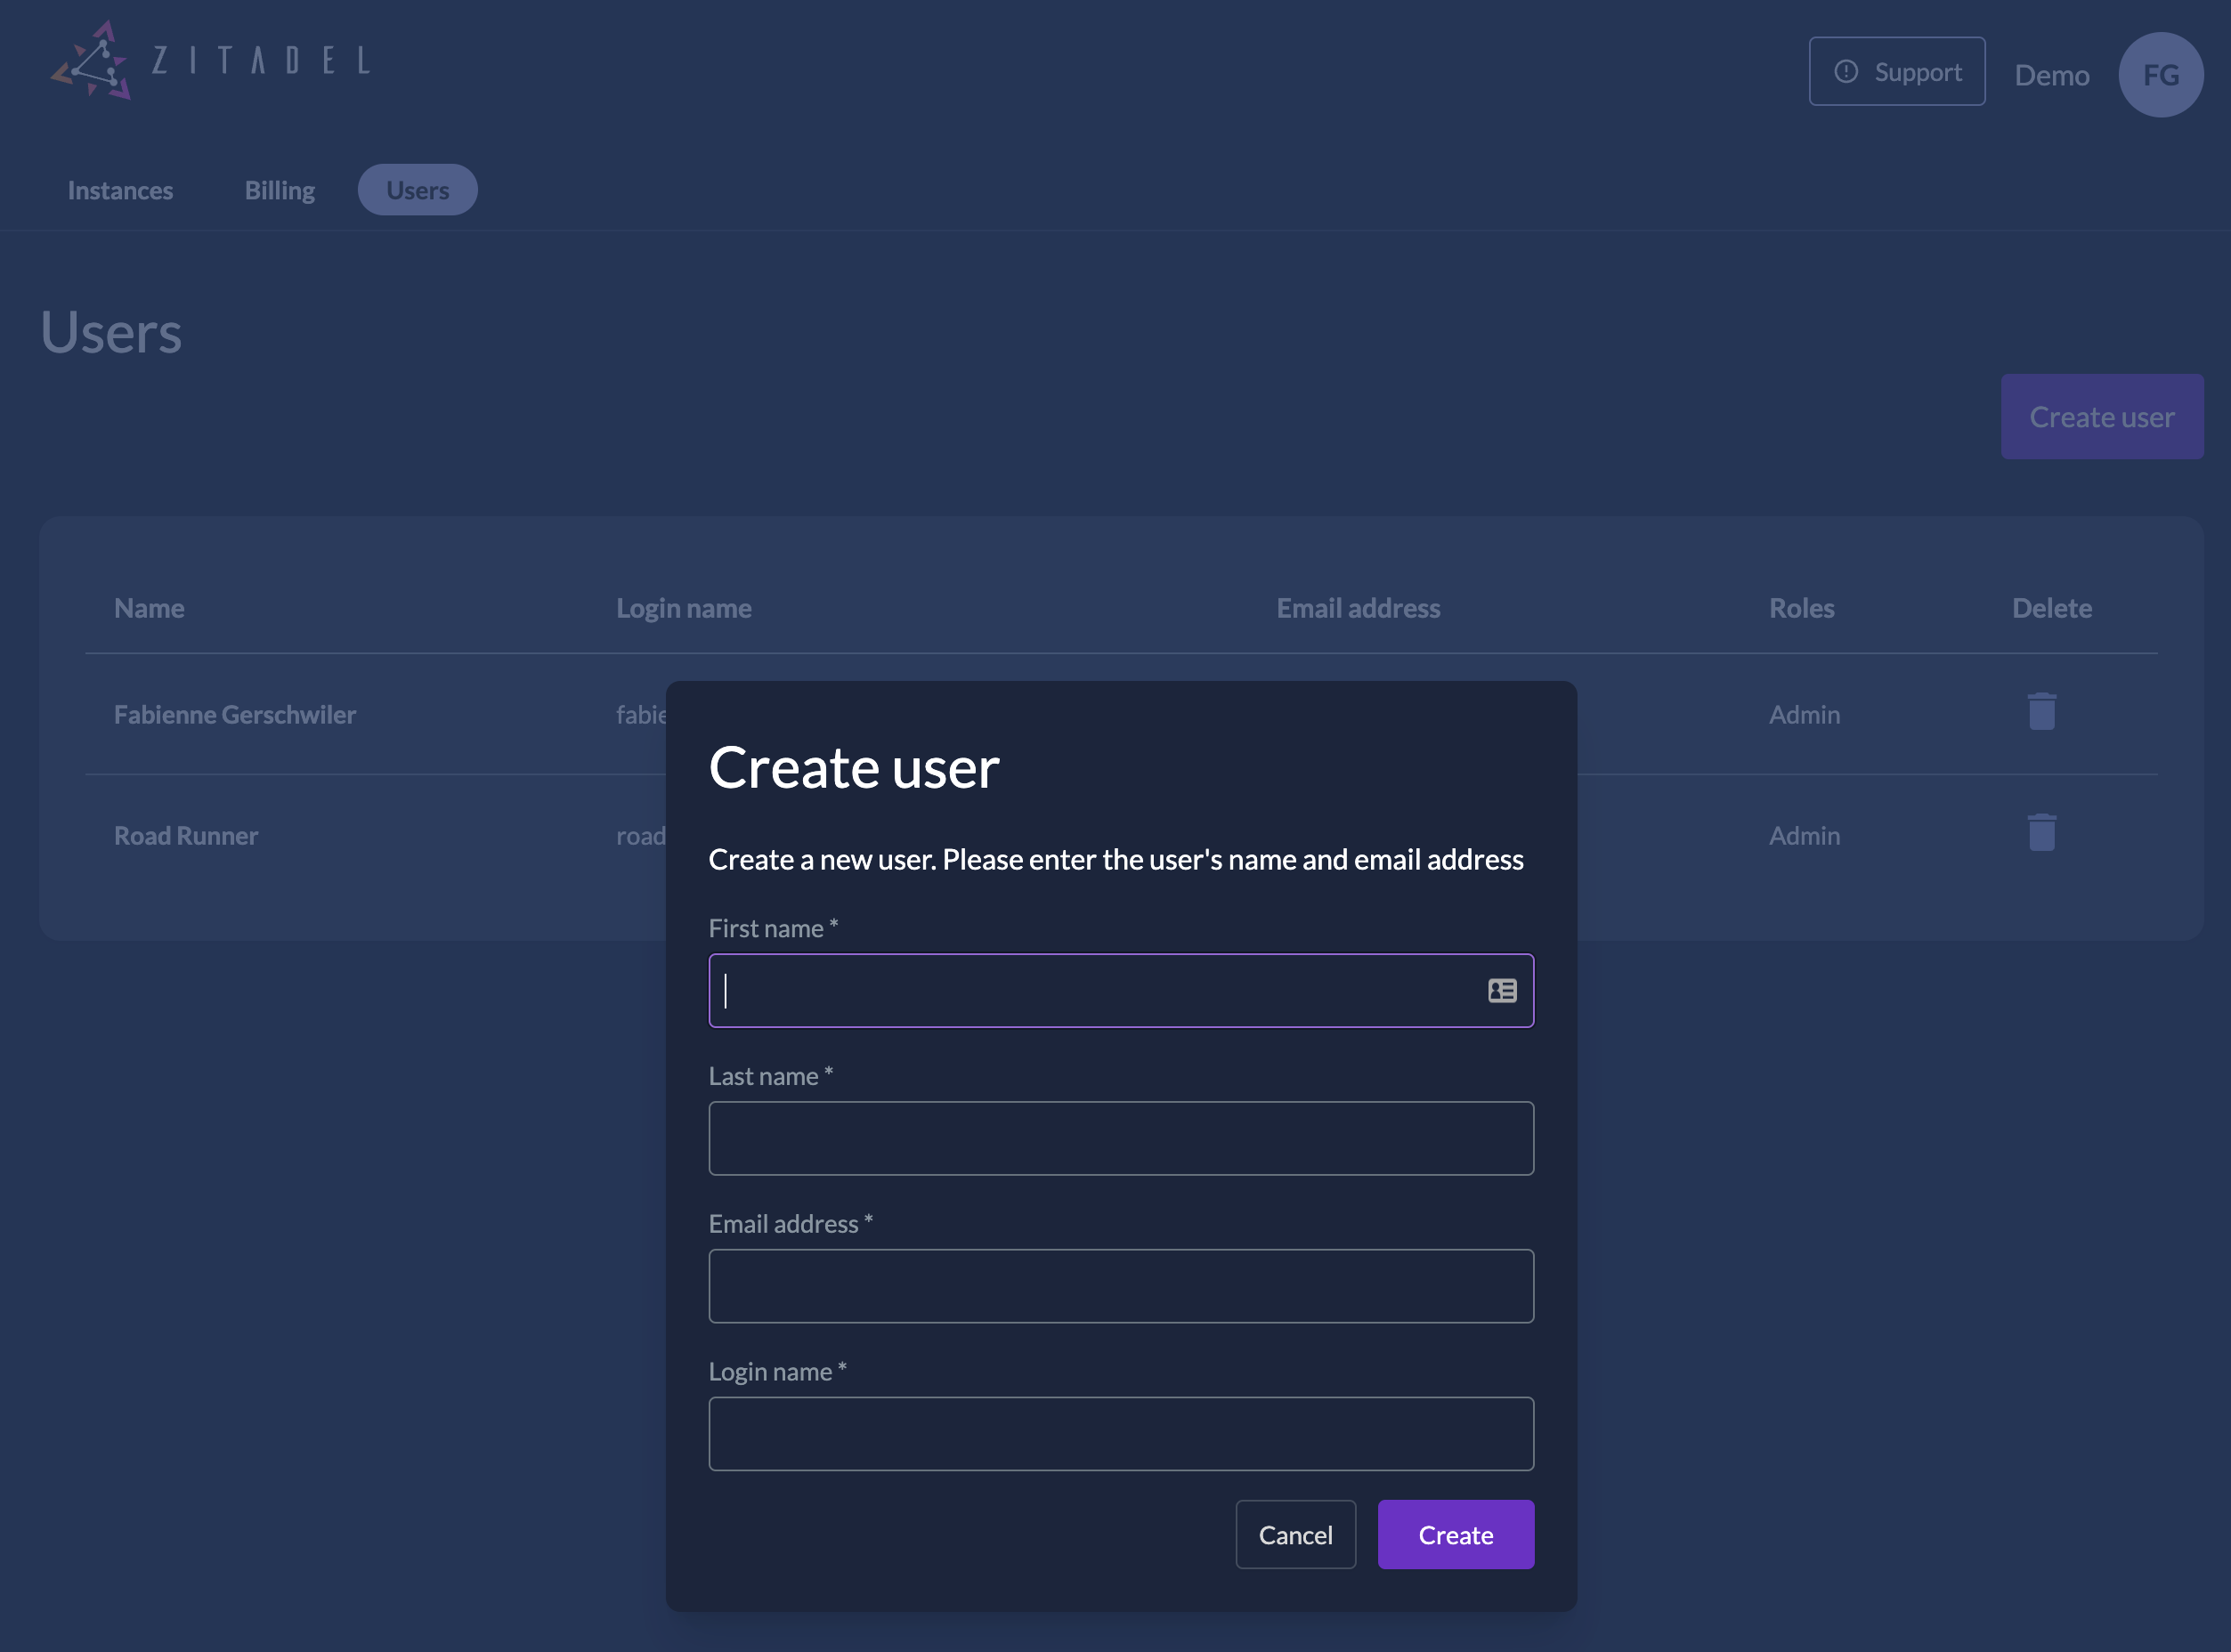 ZITADEL
Support
Demo
FG
Instances
Billing
Users
Users
Create user
Name
Login name
Email address
Roles
Delete
Fabienne Gerschwiler
fabie
Admin
Road Runner
road
Admin
Create user
Create a new user. Please enter the user's name and email address
First name *
Last name *
Email address *
Login name *
Cancel
Create